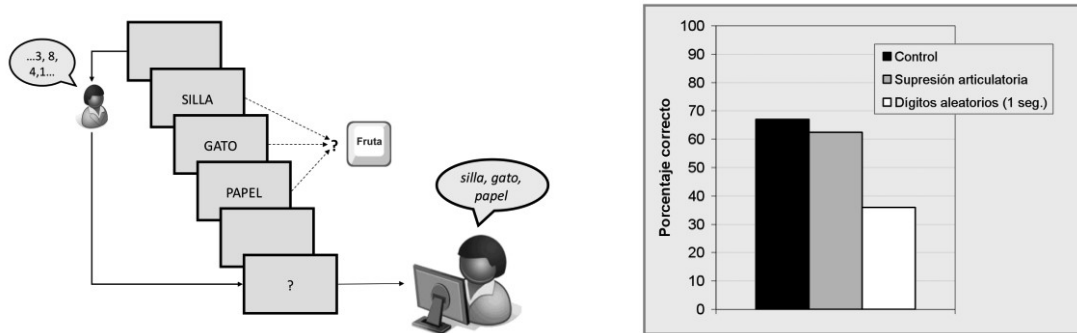 ...3, 8,
4,1...
SILLA
GATO
PAPEL
?
?
Fruta
silla, gato,
papel
Porcentaje correcto
100
90
80
70
60
50
40
30
20
10
0
Control
Supresión articulatoria
Dígitos aleatorios (1 seg.)